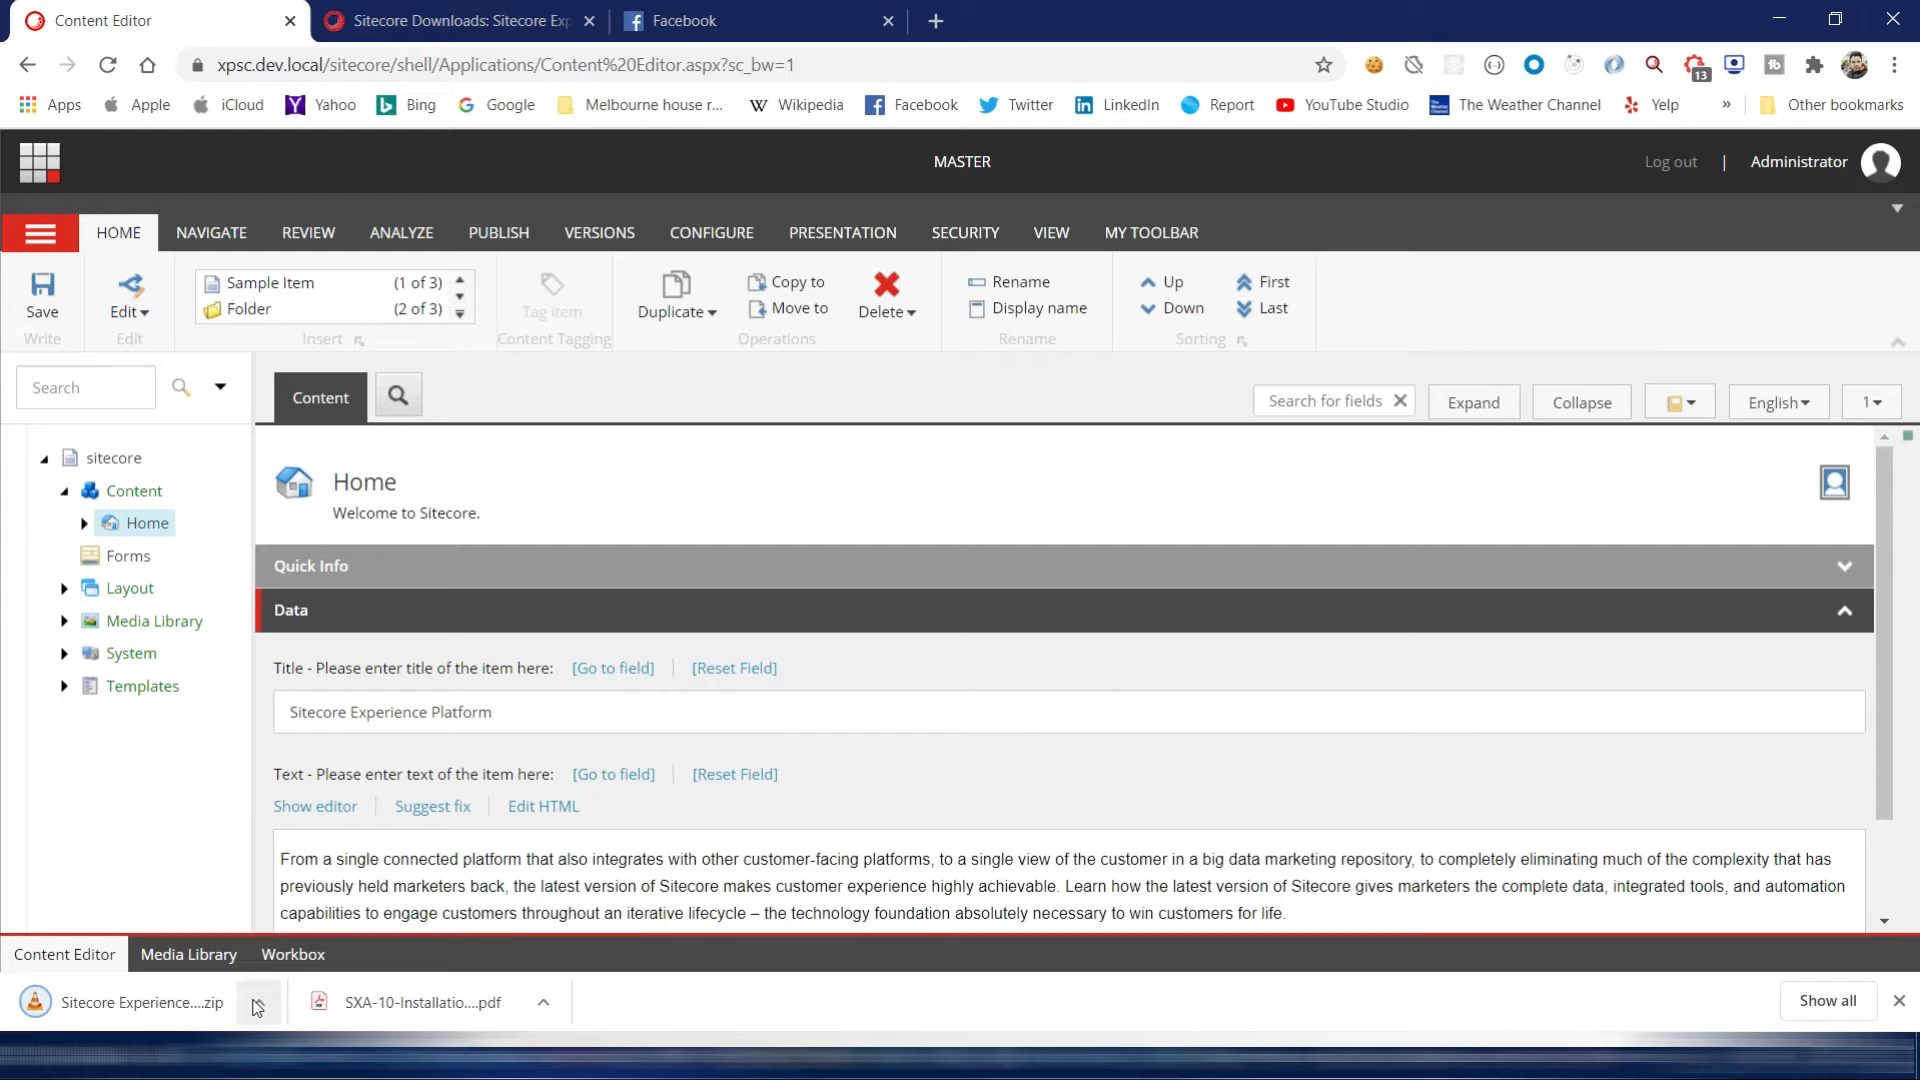 Content Editor
Sitecore Downloads: Sitecore Exp
Facebook
xpsc.dev.local/sitecore/shell/Applications/Content%20Editor.aspx?sc_bw=1
13
Apps Apple iCloud Yahoo Bing Google Melbourne house r... Wikipedia Facebook Twitter LinkedIn Report YouTube Studio The Weather Channel Yelp » Other bookmarks
MASTER
Log out | Administrator
HOME NAVIGATE REVIEW ANALYZE PUBLISH VERSIONS CONFIGURE PRESENTATION SECURITY VIEW MY TOOLBAR
Save
Write
Edit
Edit
Sample Item (1 of 3)
Folder (2 of 3)
Insert
Tag item
Content Tagging
Duplicate
Copy to
Move to
Delete
Operations
Rename
Display name
Rename
Up
Down
First
Last
Sorting
Search
Content
Search for fields
Expand
Collapse
English
1
sitecore
Content
Home
Forms
Layout
Media Library
System
Templates
Home
Welcome to Sitecore.
Quick Info
Data
Title - Please enter title of the item here: [Go to field] [Reset Field]
Sitecore Experience Platform
Text - Please enter text of the item here: [Go to field] [Reset Field]
Show editor Suggest fix Edit HTML
From a single connected platform that also integrates with other customer-facing platforms, to a single view of the customer in a big data marketing repository, to completely eliminating much of the complexity that has
previously held marketers back, the latest version of Sitecore makes customer experience highly achievable. Learn how the latest version of Sitecore gives marketers the complete data, integrated tools, and automation
capabilities to engage customers throughout an iterative lifecycle – the technology foundation absolutely necessary to win customers for life.
Content Editor Media Library Workbox
Sitecore Experience....zip
SXA-10-Installatio....pdf
Show all